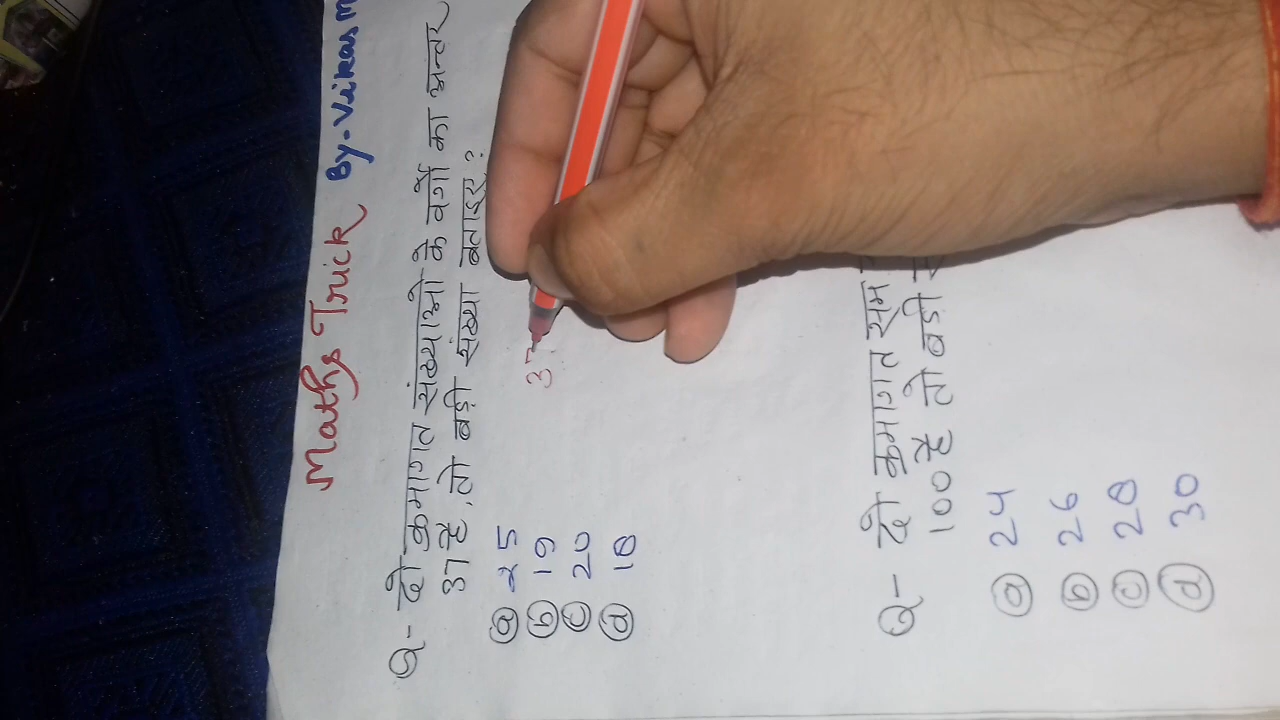 Maths Trick By-Vikas
Q- दो क्रमागत संख्याओ के वर्गों का अन्तर
37 है, तो बड़ी संख्या बताइए?
37
ⓐ 25
ⓑ 19
ⓒ 20
ⓓ 18
Q- दो क्रमागत सम
100 है तो बड़ी
ⓐ 24
ⓑ 26
ⓒ 28
ⓓ 30